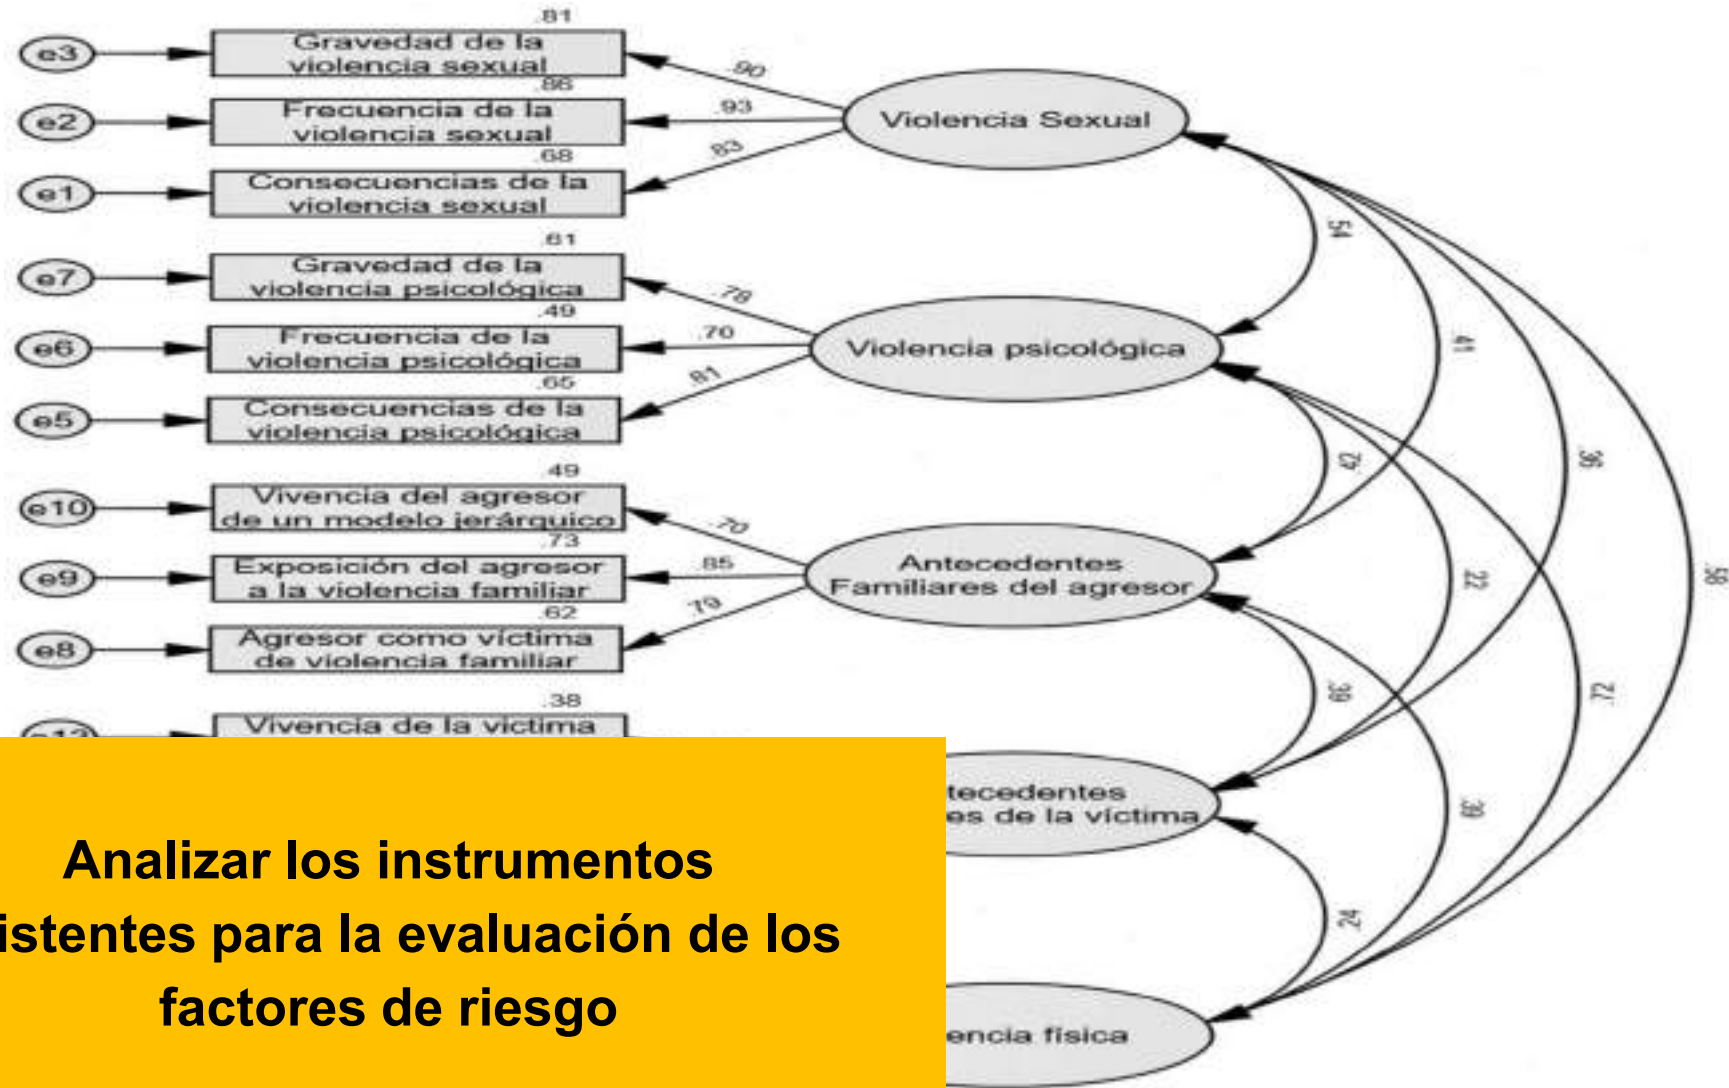 .81
e3
Gravedad de la
violencia sexual
.90
.86
e2
Frecuencia de la
violencia sexual
.93
Violencia Sexual
.68
e1
Consecuencias de la
violencia sexual
.83
.54
.61
e7
Gravedad de la
violencia psicológica
.78
.49
e6
Frecuencia de la
violencia psicológica
.70
Violencia psicológica
.41
.65
e5
Consecuencias de la
violencia psicológica
.81
.42
.36
.49
e10
Vivencia del agresor
de un modelo jerárquico
.70
.73
e9
Exposición del agresor
a la violencia familiar
.85
Antecedentes
Familiares del agresor
.22
.58
.62
e8
Agresor como víctima
de violencia familiar
.79
.39
.72
.38
Vivencia de la victima
tecedentes
es de la víctima
.39
.24
encia física
Analizar los instrumentos
istentes para la evaluación de los
factores de riesgo